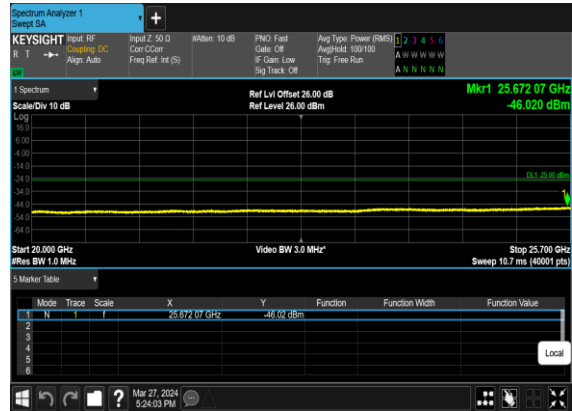 Spectrum Analyzer 1
Swept SA
KEYSIGHT Input: RF Input Z: 50 Ω #Atten: 10 dB PNO: Fast Avg Type: Power (RMS) 1 2 3 4 5 6
R T Coupling: DC Corr CCorr Gate: Off Avg|Hold: 100/100 A W W W W W
Align: Auto Freq Ref: Int (S) IF Gain: Low Trig: Free Run
LW Sig Track: Off A N N N N N
1 Spectrum Ref Lvl Offset 26.00 dB Mkr1 25.672 07 GHz
Scale/Div 10 dB Ref Level 26.00 dBm -46.020 dBm
Log
16.0
6.00
-4.00
-14.0
DL1 -25.00 dBm
-24.0
-34.0
1
-44.0
-54.0
-64.0
Start 20.000 GHz Video BW 3.0 MHz* Stop 25.700 GHz
#Res BW 1.0 MHz Sweep 10.7 ms (40001 pts)
5 Marker Table
Mode Trace Scale X Y Function Function Width Function Value
1 N 1 f 25.672 07 GHz -46.02 dBm
2
3
4
5
6
Local
? Mar 27, 2024
5:24:03 PM